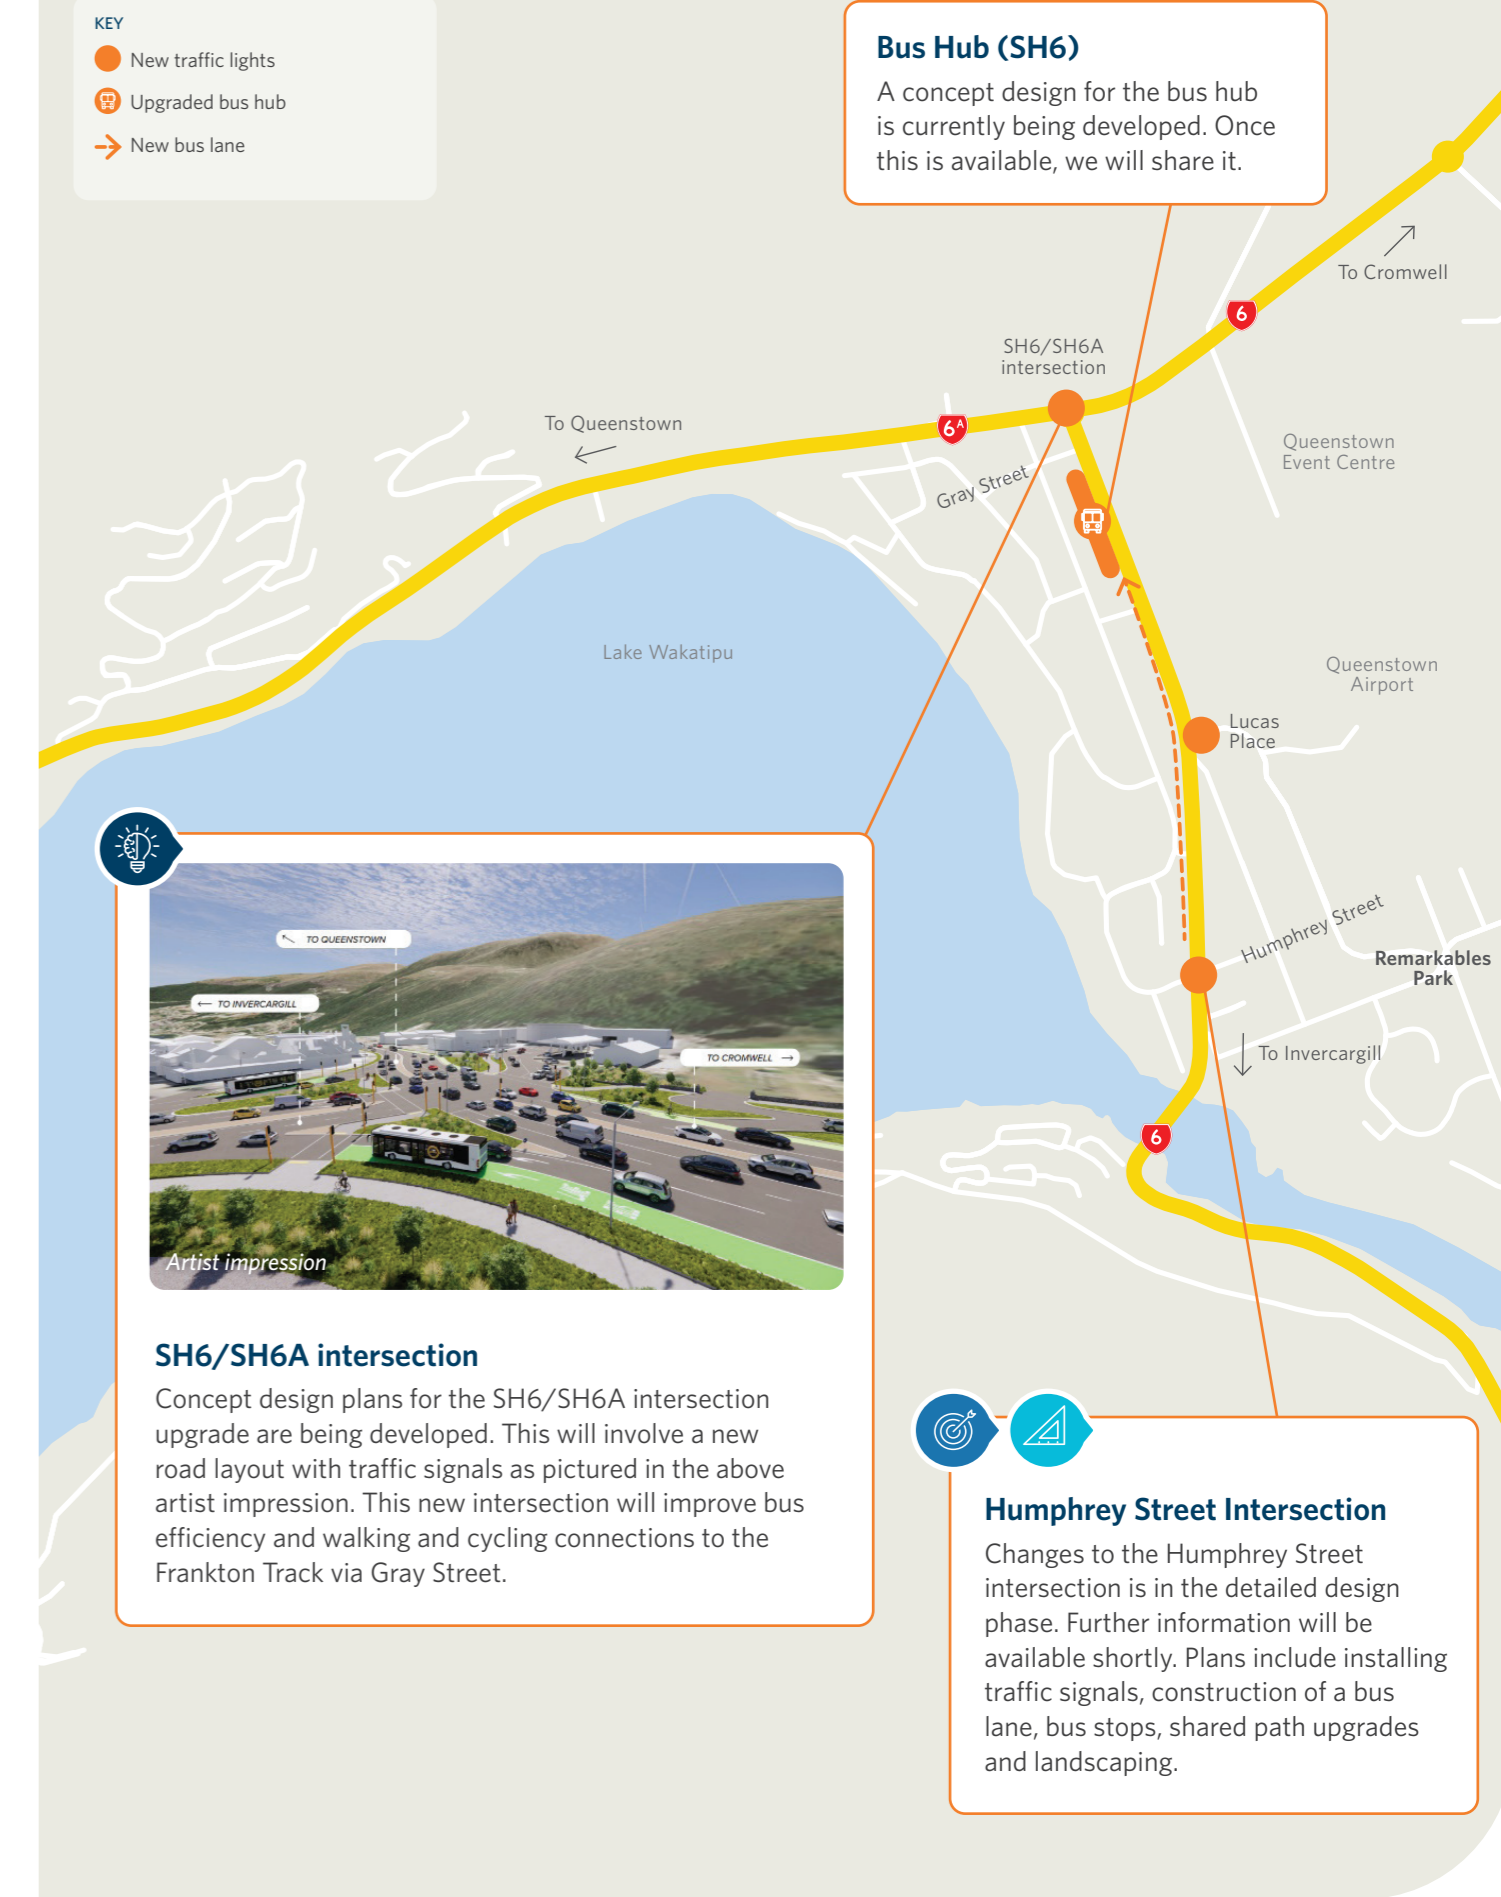 KEY
New traffic lights
Upgraded bus hub
New bus lane
Bus Hub (SH6)
A concept design for the bus hub
is currently being developed. Once
this is available, we will share it.
To Cromwell
6
SH6/SH6A
intersection
6A
To Queenstown
Queenstown
Event Centre
Gray Street
Lake Wakatipu
Queenstown
Airport
Lucas
Place
Humphrey Street
Remarkables
Park
To Invercargill
6
TO QUEENSTOWN
TO INVERCARGILL
TO CROMWELL
Artist impression
SH6/SH6A intersection
Concept design plans for the SH6/SH6A intersection
upgrade are being developed. This will involve a new
road layout with traffic signals as pictured in the above
artist impression. This new intersection will improve bus
efficiency and walking and cycling connections to the
Frankton Track via Gray Street.
Humphrey Street Intersection
Changes to the Humphrey Street
intersection is in the detailed design
phase. Further information will be
available shortly. Plans include installing
traffic signals, construction of a bus
lane, bus stops, shared path upgrades
and landscaping.